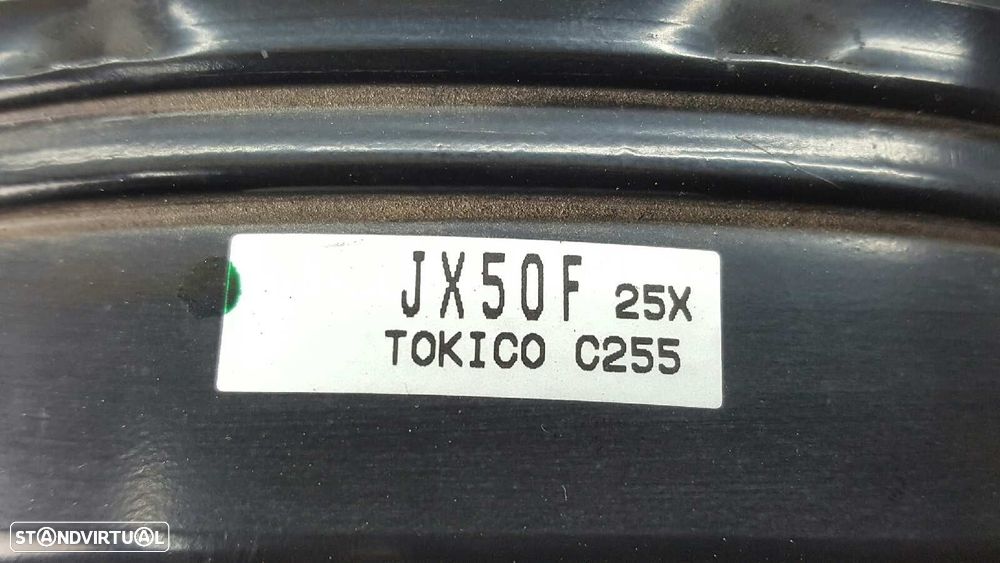 JX50F 25X
TOKICO C255
STANDVIRTUAL